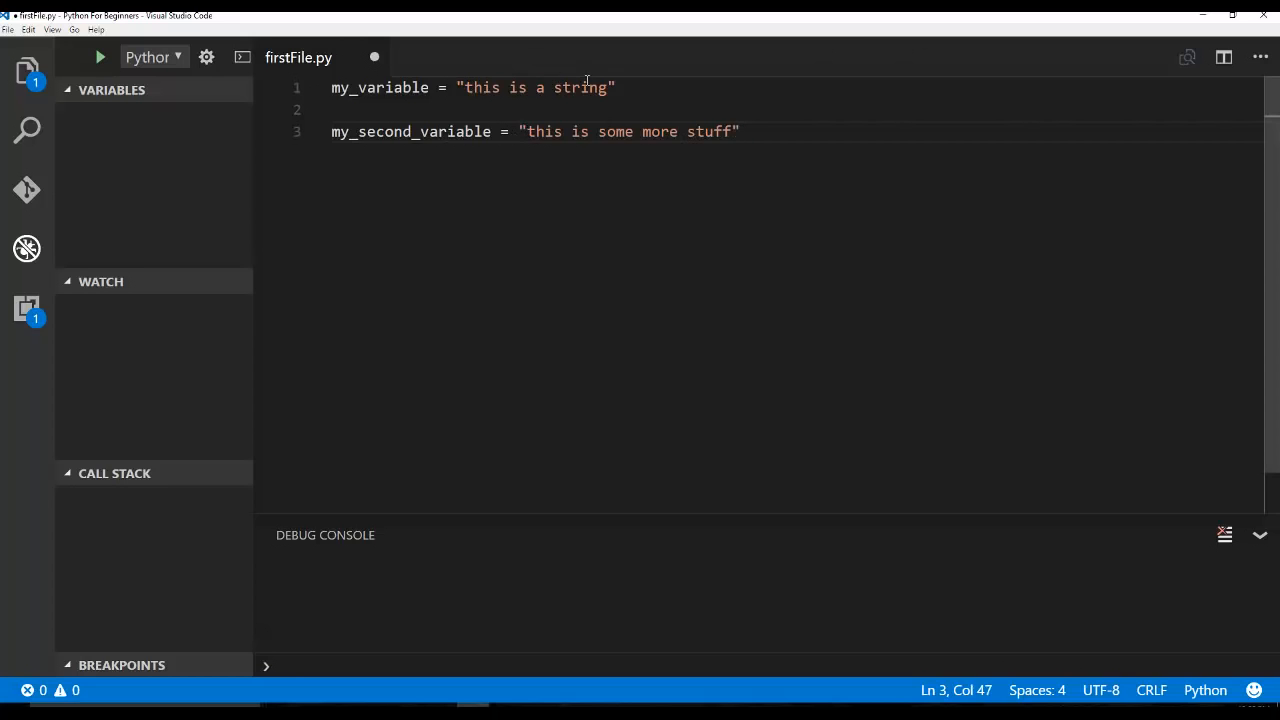 firstFile.py - Python For Beginners - Visual Studio Code
File Edit View Go Help
Python
firstFile.py
VARIABLES
1 my_variable = "this is a string"
2
3 my_second_variable = "this is some more stuff"
1
WATCH
1
CALL STACK
DEBUG CONSOLE
BREAKPOINTS
0 0 Ln 3, Col 47 Spaces: 4 UTF-8 CRLF Python